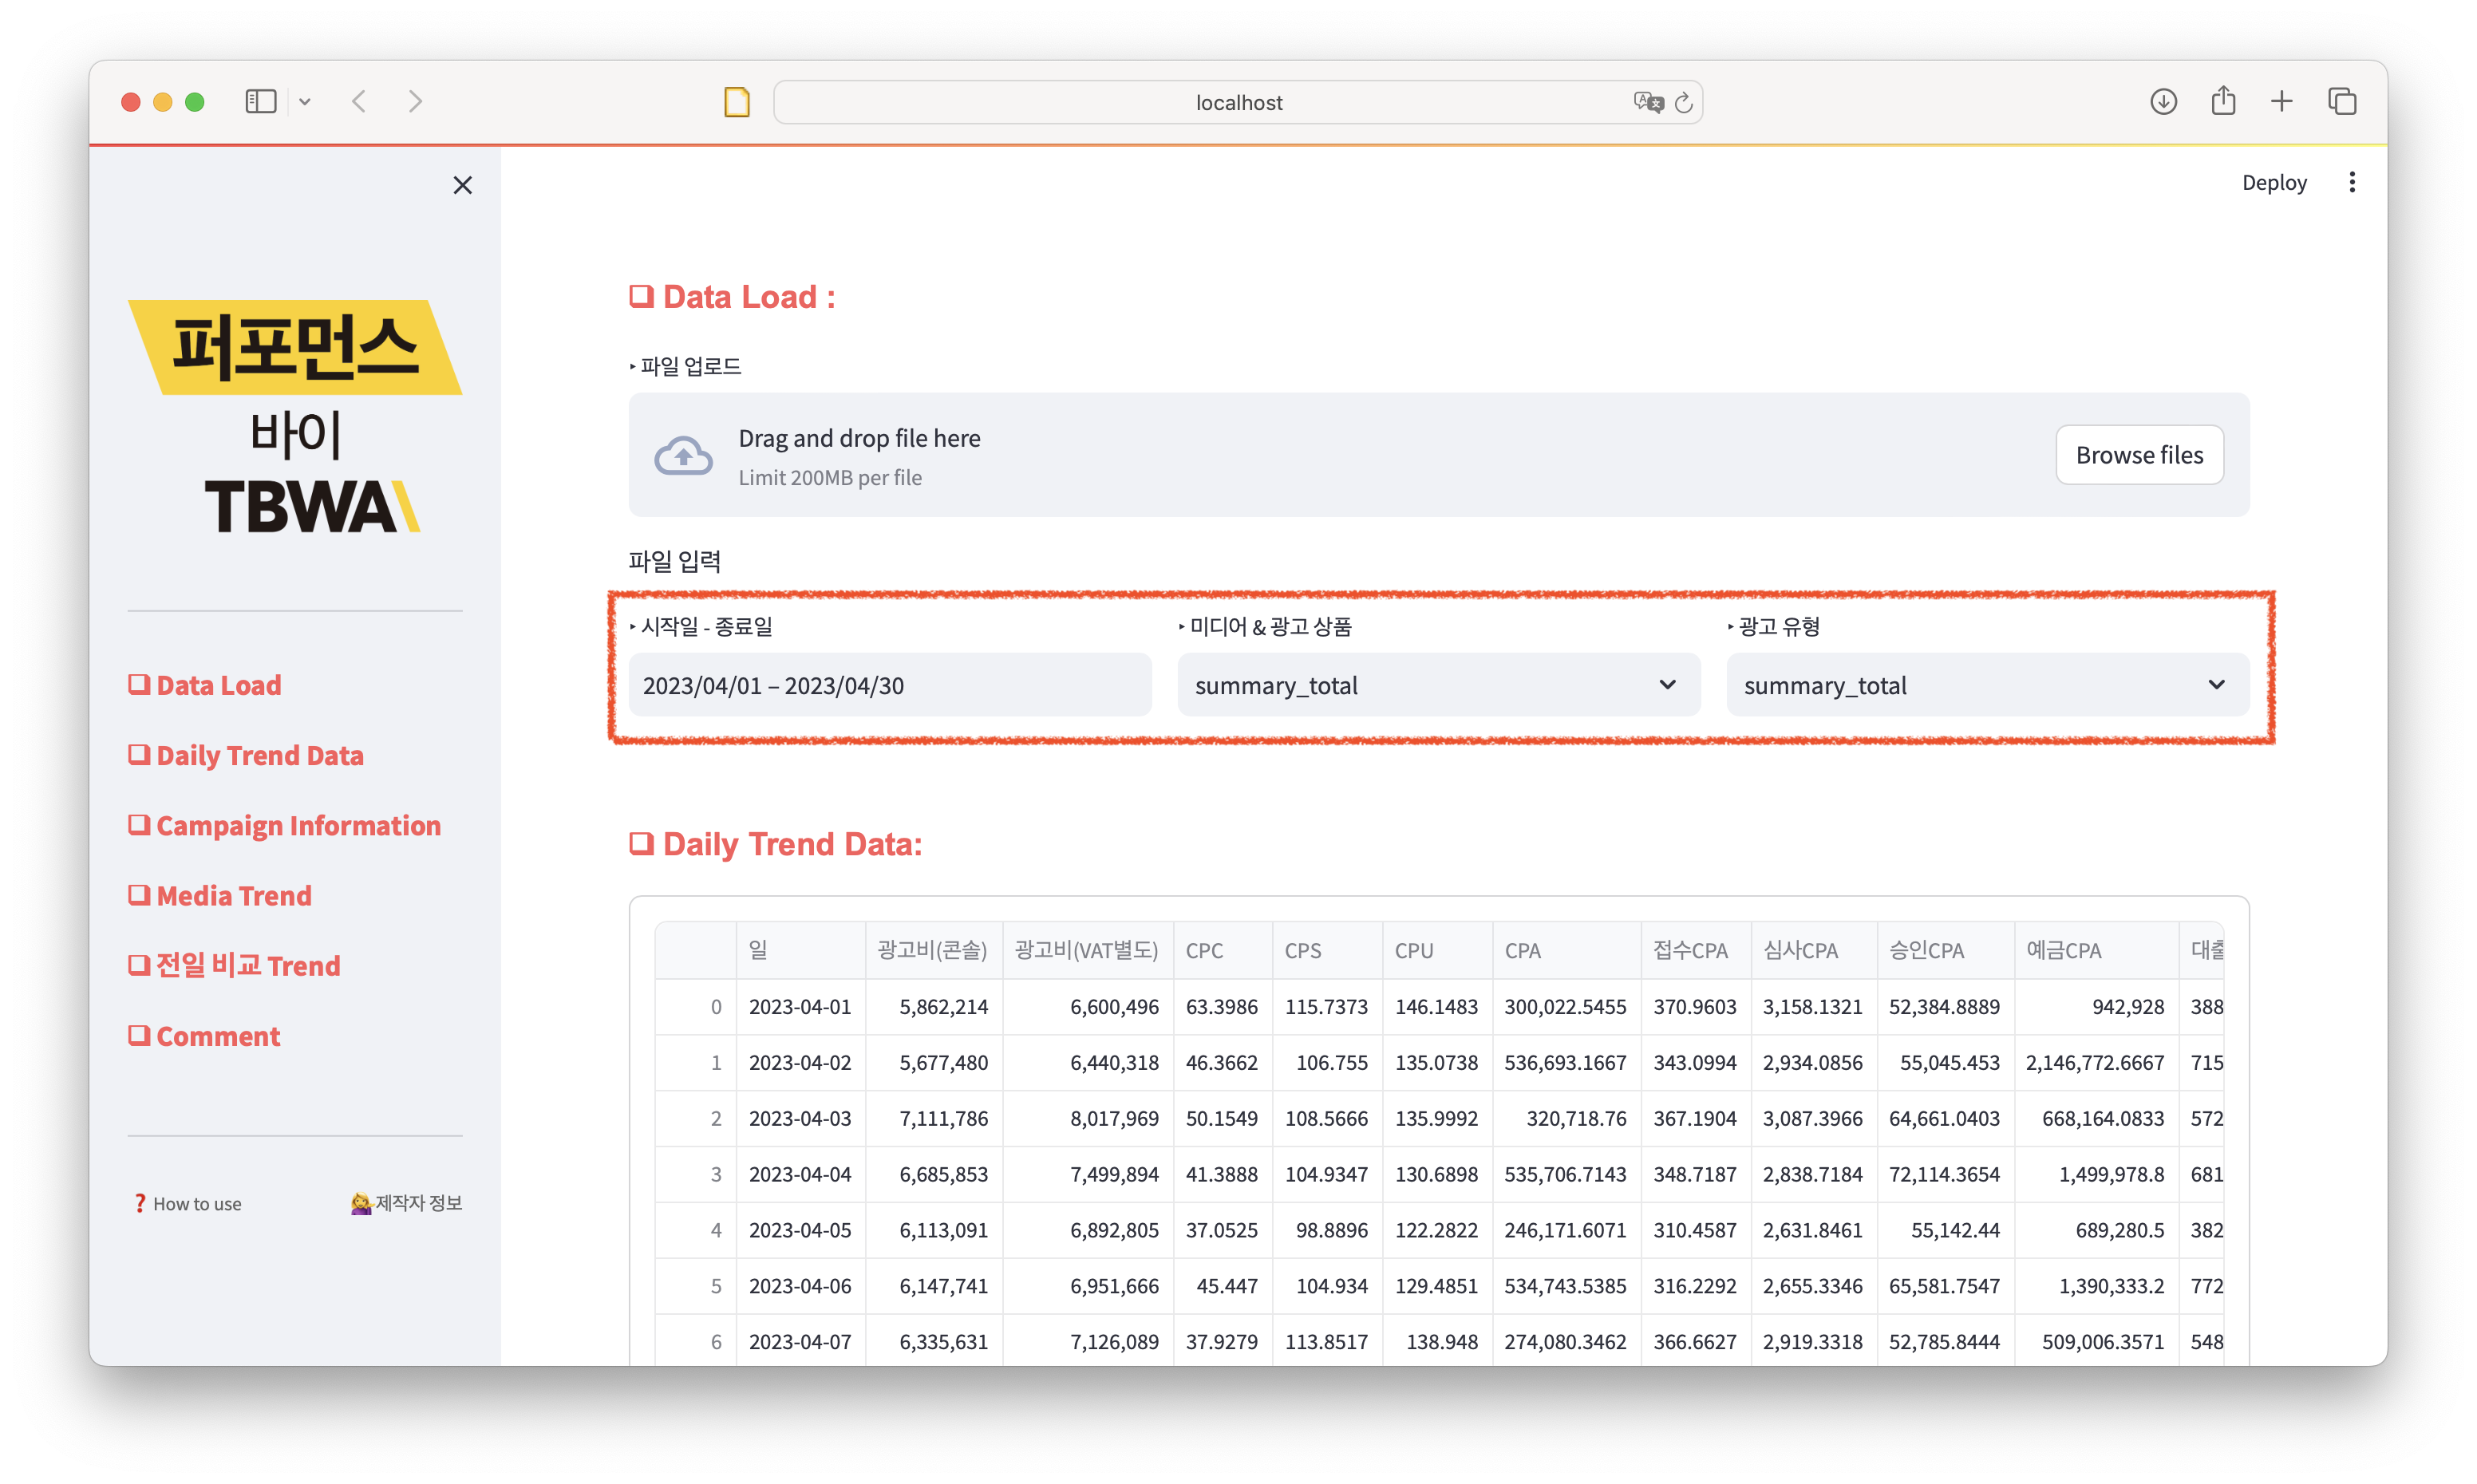 localhost
Deploy
퍼포먼스
바이
TBWA\
❏ Data Load
❏ Daily Trend Data
❏ Campaign Information
❏ Media Trend
❏ 전일 비교 Trend
❏ Comment
❓ How to use
💁‍♀️제작자 정보
❏ Data Load :
‣ 파일 업로드
Drag and drop file here
Limit 200MB per file
Browse files
파일 입력
‣ 시작일 - 종료일 ‣ 미디어 & 광고 상품 ‣ 광고 유형
2023/04/01 – 2023/04/30 summary_total summary_total
❏ Daily Trend Data:
일 광고비(콘솔) 광고비(VAT별도) CPC CPS CPU CPA 접수CPA 심사CPA 승인CPA 예금CPA 대출
0 2023-04-01 5,862,214 6,600,496 63.3986 115.7373 146.1483 300,022.5455 370.9603 3,158.1321 52,384.8889 942,928 388
1 2023-04-02 5,677,480 6,440,318 46.3662 106.755 135.0738 536,693.1667 343.0994 2,934.0856 55,045.453 2,146,772.6667 715
2 2023-04-03 7,111,786 8,017,969 50.1549 108.5666 135.9992 320,718.76 367.1904 3,087.3966 64,661.0403 668,164.0833 572
3 2023-04-04 6,685,853 7,499,894 41.3888 104.9347 130.6898 535,706.7143 348.7187 2,838.7184 72,114.3654 1,499,978.8 681
4 2023-04-05 6,113,091 6,892,805 37.0525 98.8896 122.2822 246,171.6071 310.4587 2,631.8461 55,142.44 689,280.5 382
5 2023-04-06 6,147,741 6,951,666 45.447 104.934 129.4851 534,743.5385 316.2292 2,655.3346 65,581.7547 1,390,333.2 772
6 2023-04-07 6,335,631 7,126,089 37.9279 113.8517 138.948 274,080.3462 366.6627 2,919.3318 52,785.8444 509,006.3571 548